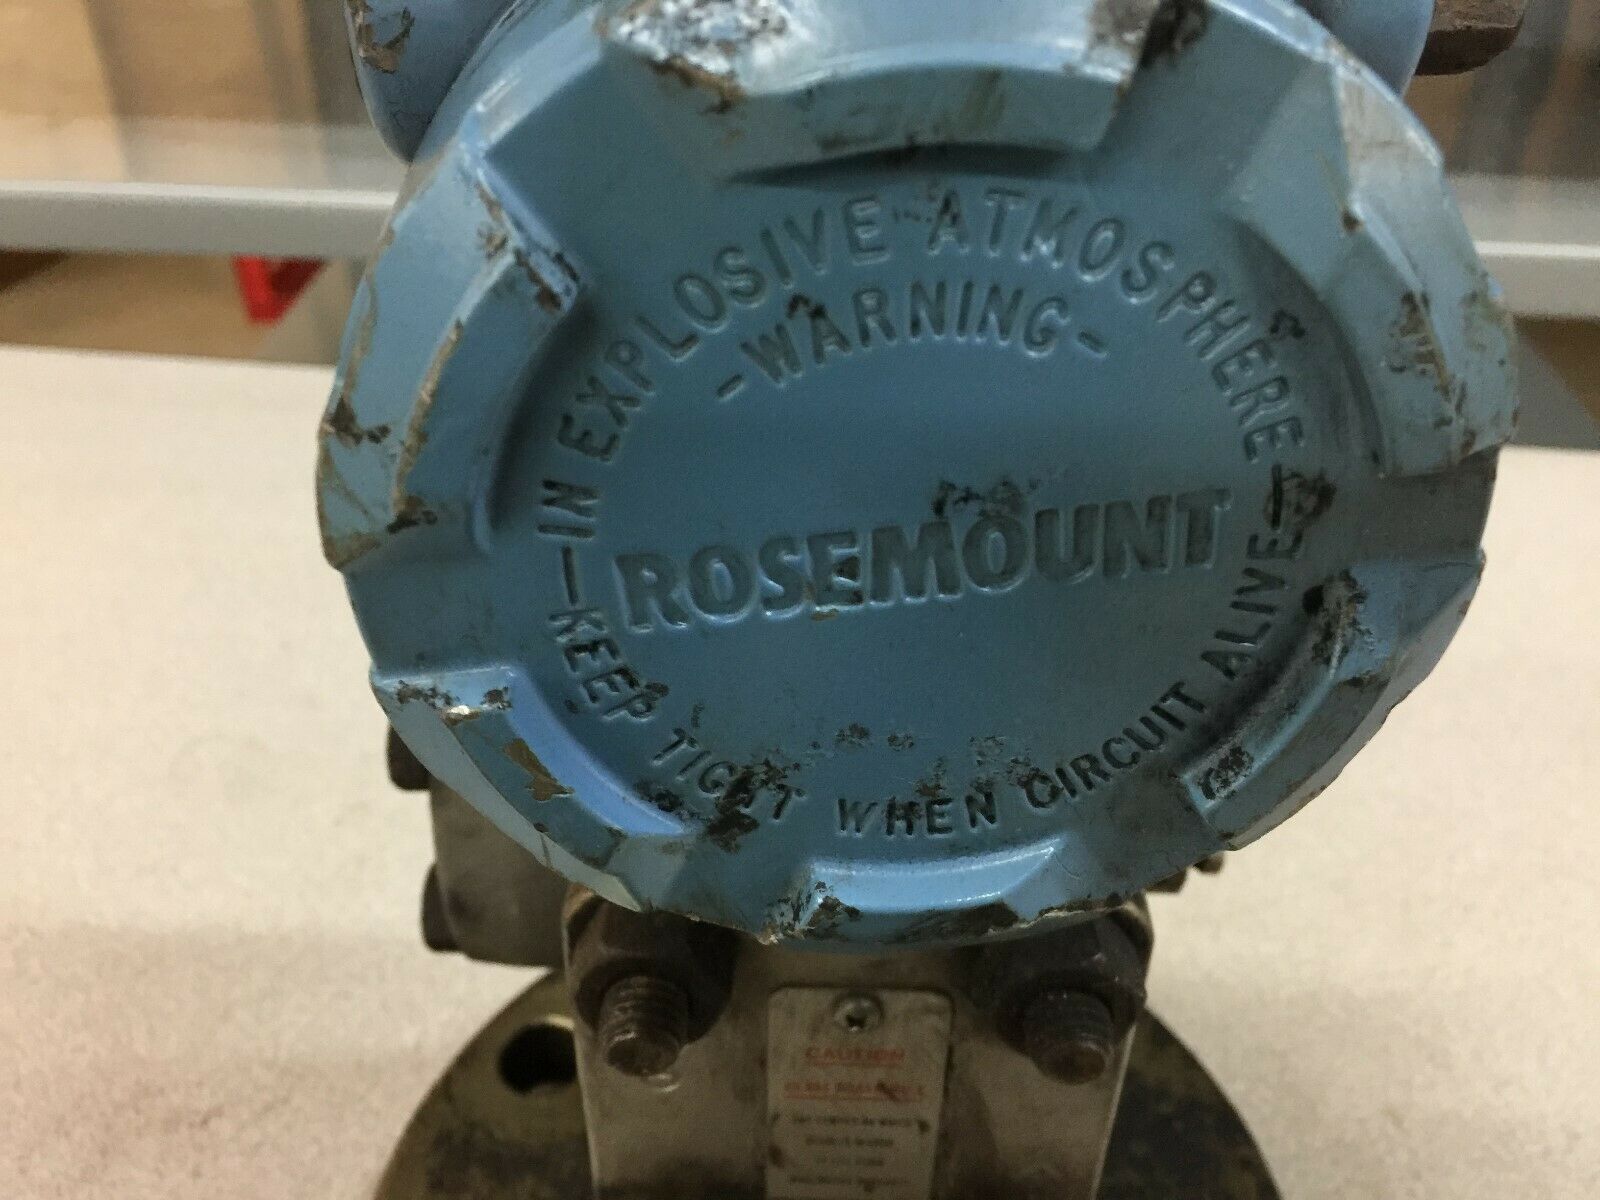 -WARNING-
—IN EXPLOSIVE ATMOSPHERE—
ROSEMOUNT
KEEP TIGHT WHEN CIRCUIT ALIVE
CAUTION